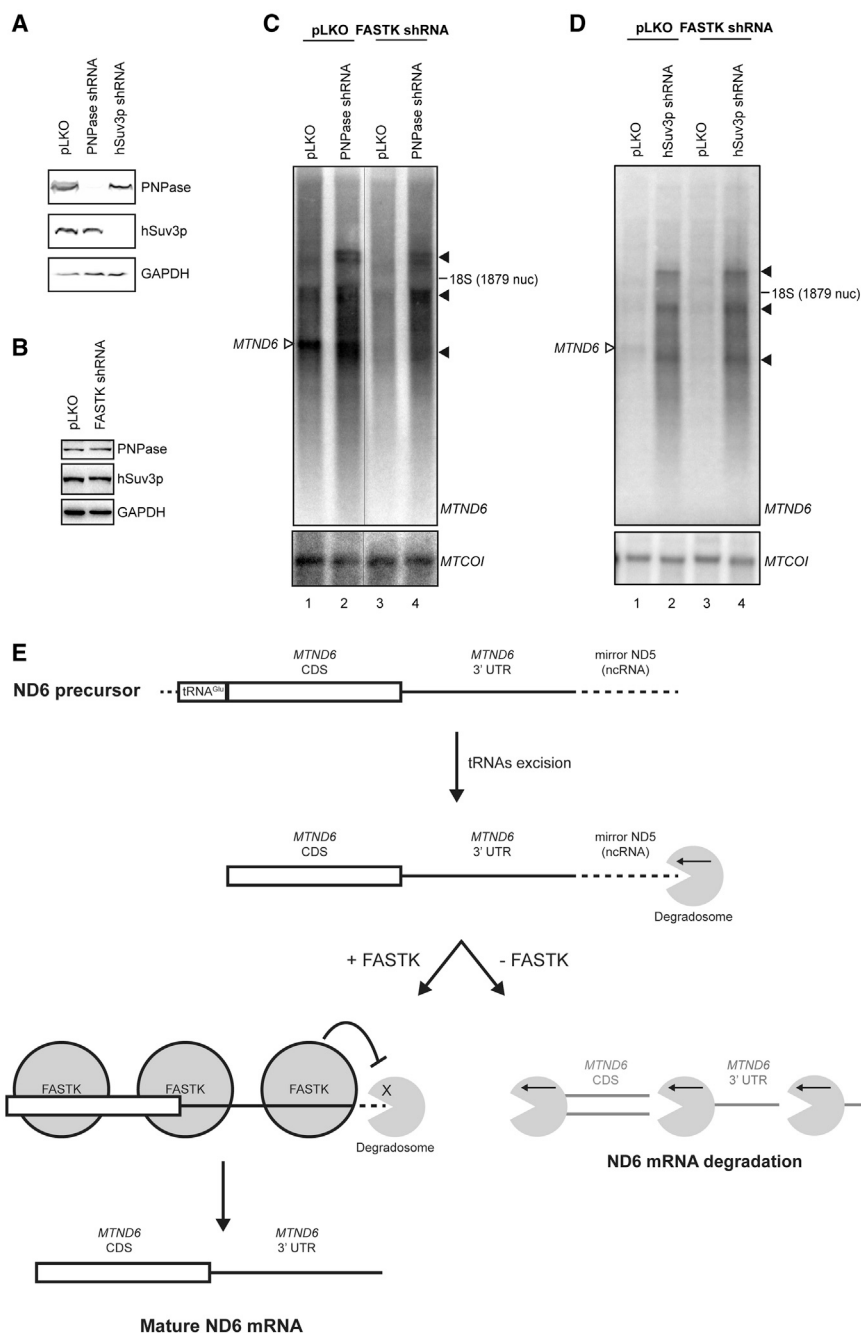 A
pLKO
PNPase shRNA
hSuv3p shRNA
PNPase
hSuv3p
GAPDH
B
pLKO
FASTK shRNA
PNPase
hSuv3p
GAPDH
C
pLKO FASTK shRNA
pLKO
PNPase shRNA
pLKO
PNPase shRNA
18S (1879 nuc)
MTND6
MTND6
MTCOI
1 2 3 4
D
pLKO FASTK shRNA
pLKO
hSuv3p shRNA
pLKO
hSuv3p shRNA
18S (1879 nuc)
MTND6
MTND6
MTCOI
1 2 3 4
E
MTND6
CDS
MTND6
3' UTR
mirror ND5
(ncRNA)
ND6 precursor
tRNAGlu
tRNAs excision
MTND6
CDS
MTND6
3' UTR
mirror ND5
(ncRNA)
Degradosome
+ FASTK
- FASTK
FASTK
FASTK
FASTK
X
Degradosome
MTND6
CDS
MTND6
3' UTR
ND6 mRNA degradation
MTND6
CDS
MTND6
3' UTR
Mature ND6 mRNA